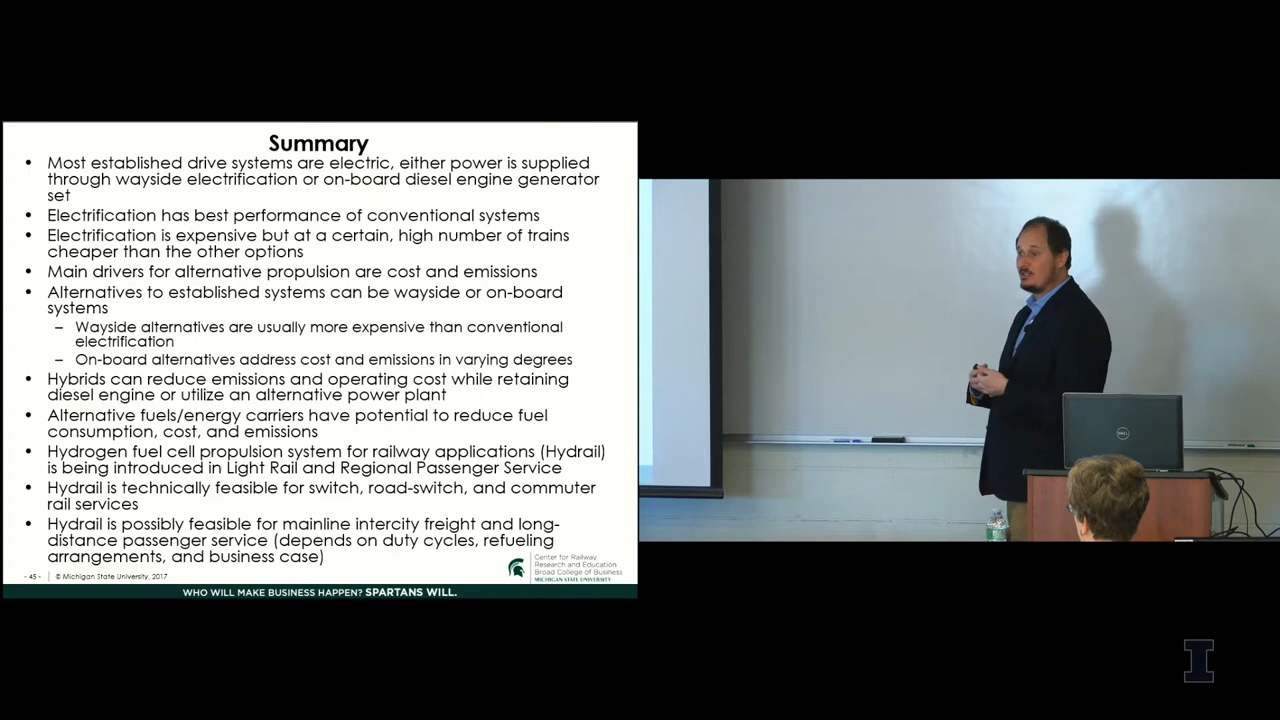 Summary
• Most established drive systems are electric, either power is supplied
through wayside electrification or on-board diesel engine generator
set
• Electrification has best performance of conventional systems
• Electrification is expensive but at a certain, high number of trains
cheaper than the other options
• Main drivers for alternative propulsion are cost and emissions
• Alternatives to established systems can be wayside or on-board
systems
– Wayside alternatives are usually more expensive than conventional
electrification
– On-board alternatives address cost and emissions in varying degrees
• Hybrids can reduce emissions and operating cost while retaining
diesel engine or utilize an alternative power plant
• Alternative fuels/energy carriers have potential to reduce fuel
consumption, cost, and emissions
• Hydrogen fuel cell propulsion system for railway applications (Hydrail)
is being introduced in Light Rail and Regional Passenger Service
• Hydrail is technically feasible for switch, road-switch, and commuter
rail services
• Hydrail is possibly feasible for mainline intercity freight and long-
distance passenger service (depends on duty cycles, refueling
arrangements, and business case)
Center for Railway
Research and Education
Broad College of Business
MICHIGAN STATE UNIVERSITY
- 45 - | © Michigan State University, 2017
WHO WILL MAKE BUSINESS HAPPEN? SPARTANS WILL.
DELL
I